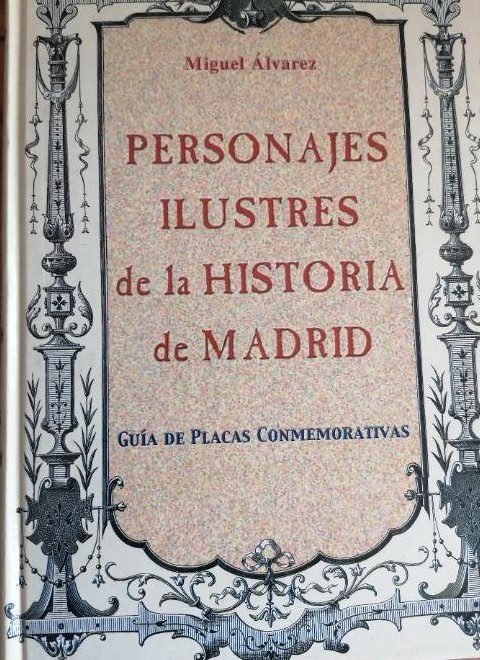 Miguel Álvarez
PERSONAJES
ILUSTRES
de la HISTORIA
de MADRID
GUÍA DE PLACAS CONMEMORATIVAS